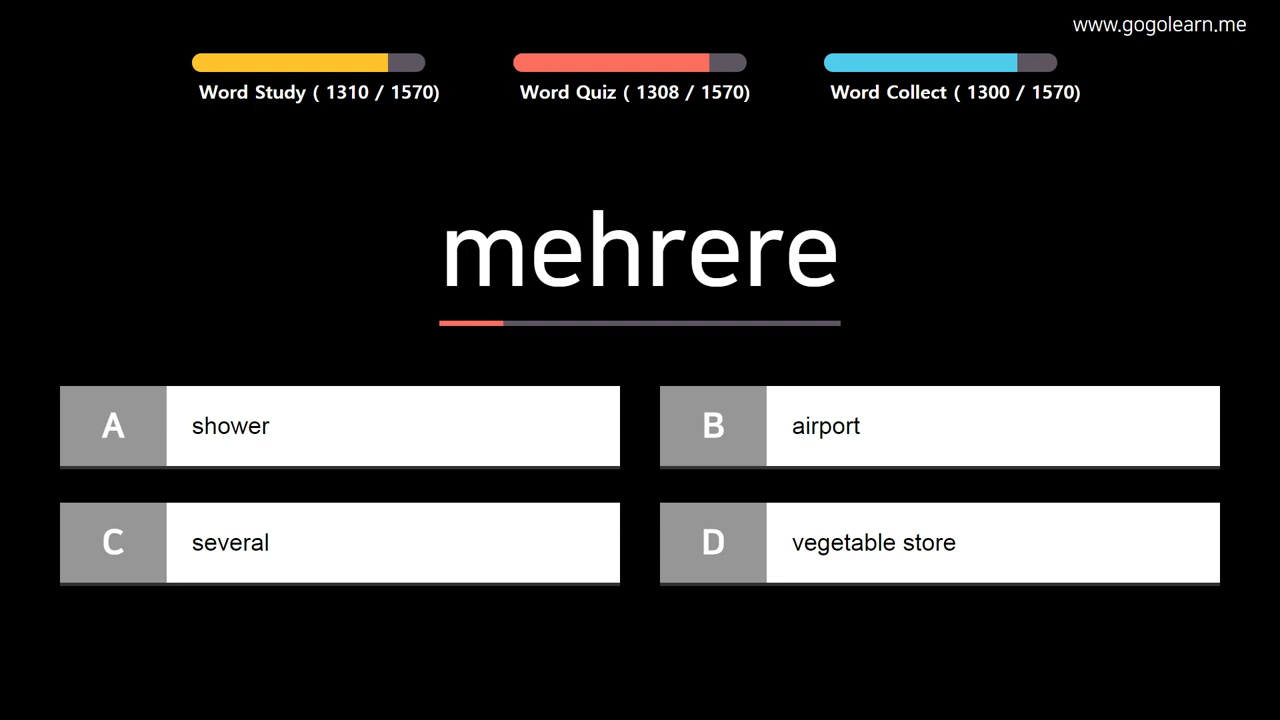 www.gogolearn.me
Word Study ( 1310 / 1570)
Word Quiz ( 1308 / 1570)
Word Collect ( 1300 / 1570)
mehrere
A shower
B airport
C several
D vegetable store